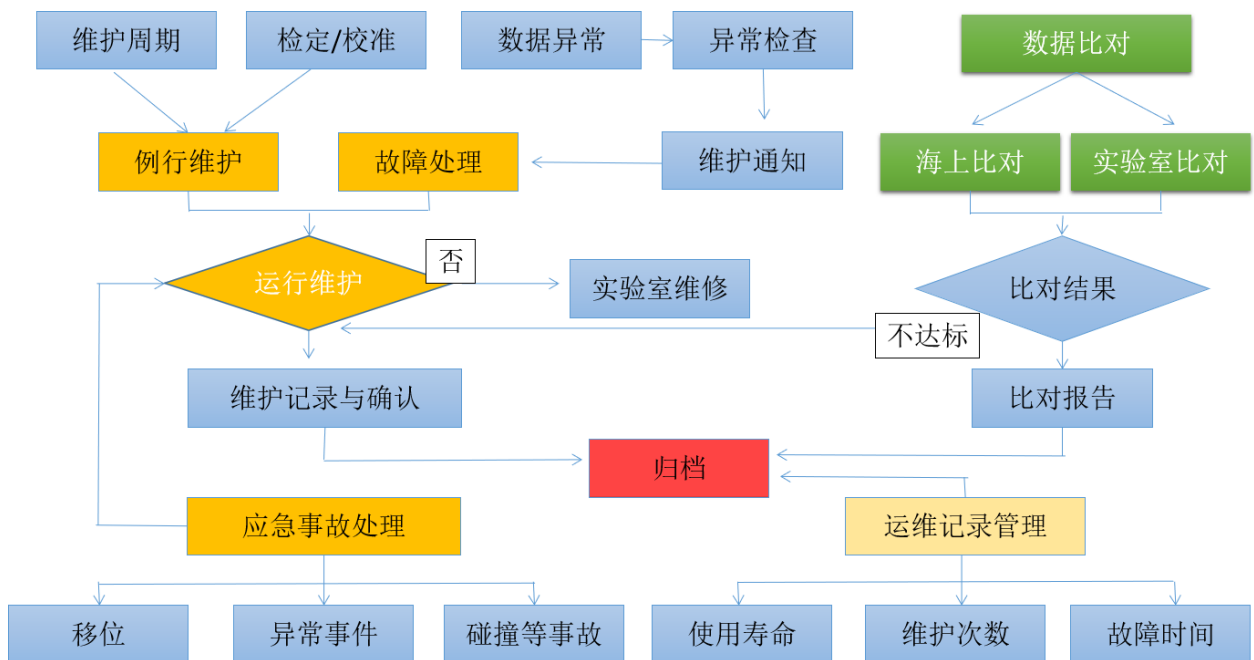 维护周期
检定/校准
数据异常
异常检查
数据比对
例行维护
故障处理
维护通知
海上比对
实验室比对
运行维护
否
实验室维修
比对结果
不达标
维护记录与确认
比对报告
归档
应急事故处理
运维记录管理
移位
异常事件
碰撞等事故
使用寿命
维护次数
故障时间